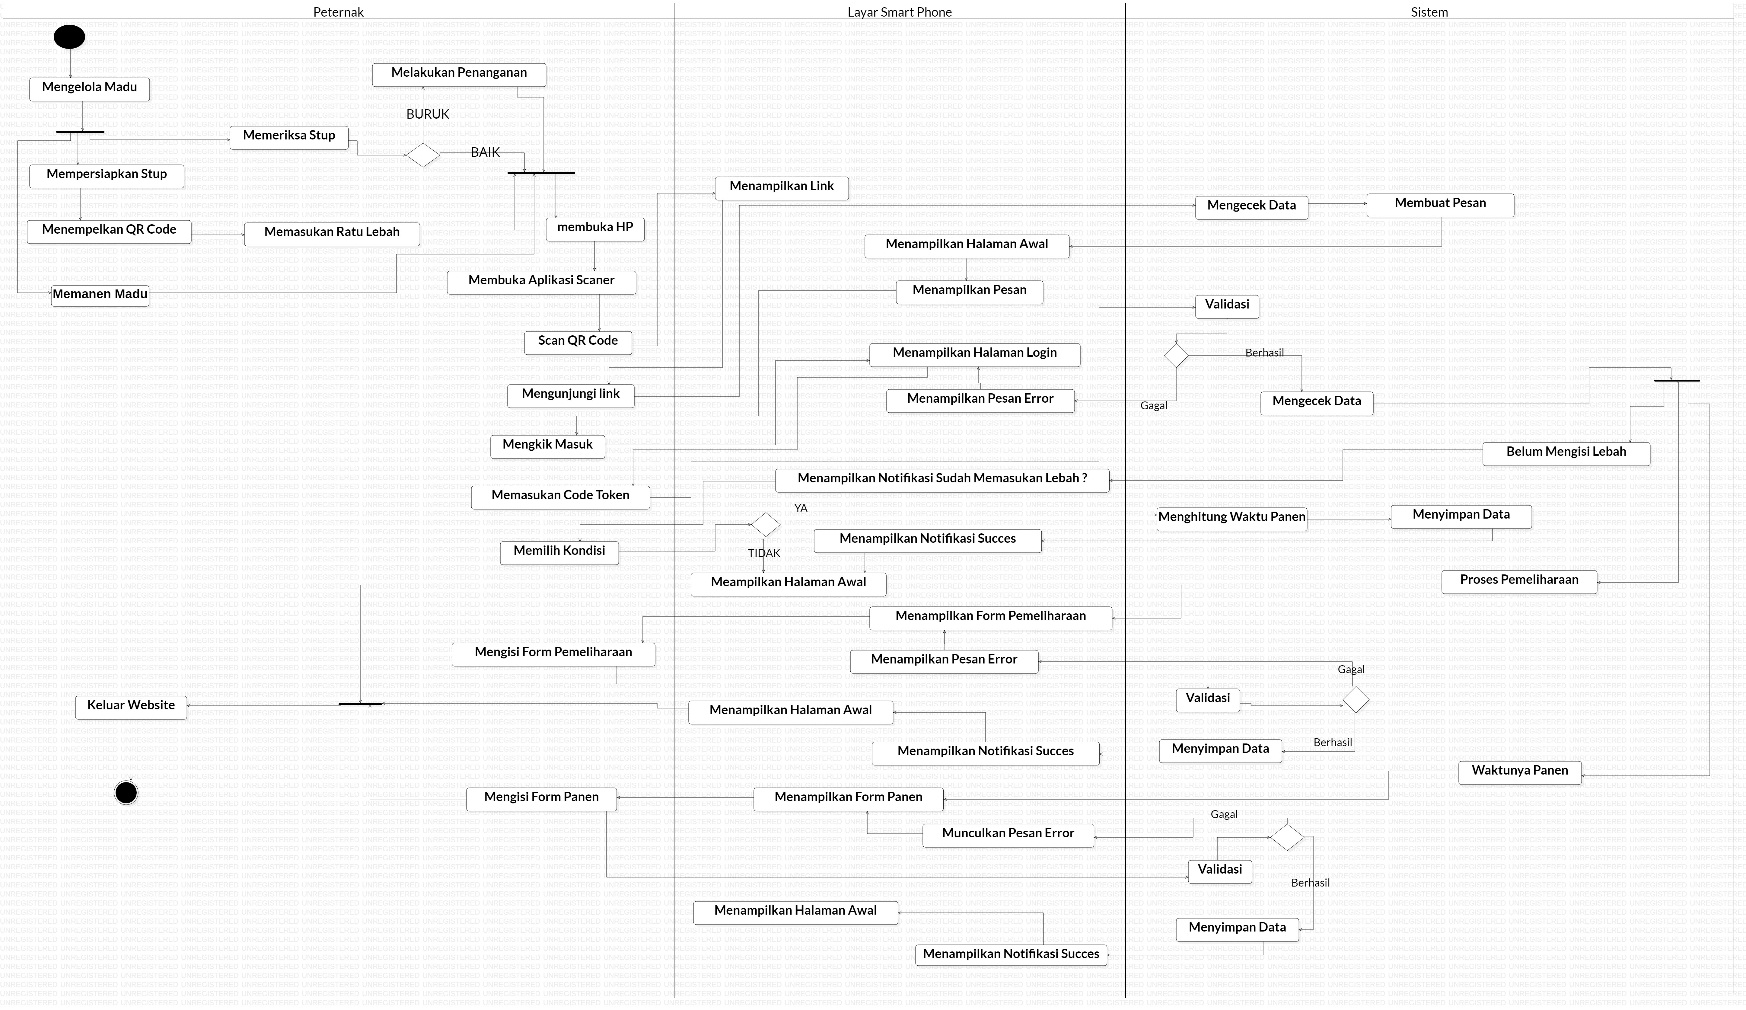 Peternak
Layar Smart Phone
Sistem
Mengelola Madu
Melakukan Penanganan
BURUK
Memeriksa Stup
BAIK
Mempersiapkan Stup
Menempelkan QR Code
Memasukan Ratu Lebah
membuka HP
Membuka Aplikasi Scaner
Memanen Madu
Scan QR Code
Mengunjungi link
Mengkik Masuk
Memasukan Code Token
Memilih Kondisi
Mengisi Form Pemeliharaan
Keluar Website
Mengisi Form Panen
Menampilkan Link
Menampilkan Halaman Awal
Menampilkan Pesan
Menampilkan Halaman Login
Menampilkan Pesan Error
Menampilkan Notifikasi Sudah Memasukan Lebah ?
YA
TIDAK
Menampilkan Notifikasi Succes
Meampilkan Halaman Awal
Menampilkan Form Pemeliharaan
Menampilkan Pesan Error
Menampilkan Halaman Awal
Menampilkan Notifikasi Succes
Menampilkan Form Panen
Munculkan Pesan Error
Menampilkan Halaman Awal
Menampilkan Notifikasi Succes
Mengecek Data
Membuat Pesan
Validasi
Berhasil
Gagal
Mengecek Data
Belum Mengisi Lebah
Menghitung Waktu Panen
Menyimpan Data
Proses Pemeliharaan
Gagal
Validasi
Berhasil
Menyimpan Data
Waktunya Panen
Gagal
Validasi
Berhasil
Menyimpan Data